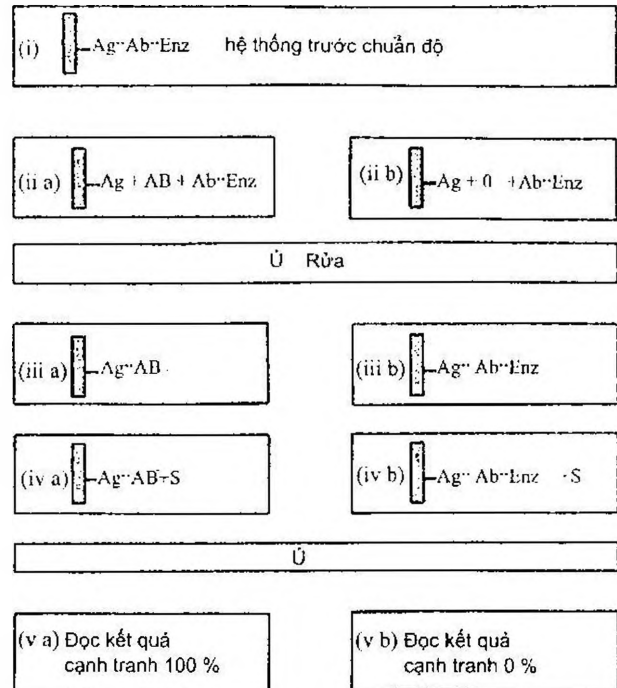 (i) Ag··Ab··Enz hệ thống trước chuẩn độ
(ii a) Ag + AB + Ab··Enz
(ii b) Ag + 0 + Ab··Enz
Ủ Rửa
(iii a) Ag··AB
(iii b) Ag·· Ab··Enz
(iv a) Ag··AB+S
(iv b) Ag·· Ab··Enz ·S
Ủ
(v a) Đọc kết quả
cạnh tranh 100 %
(v b) Đọc kết quả
cạnh tranh 0 %